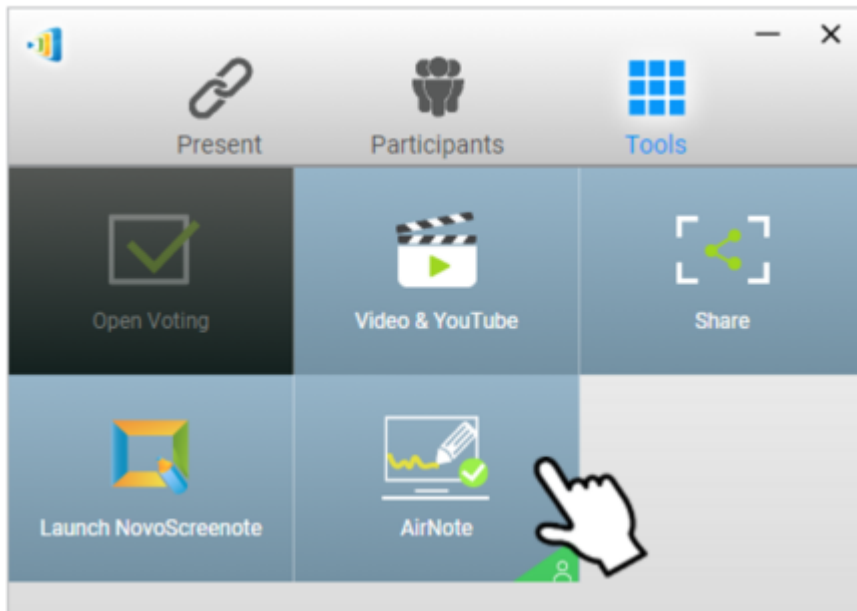 Present
Participants
Tools
Open Voting
Video & YouTube
Share
Launch NovoScreenote
AirNote